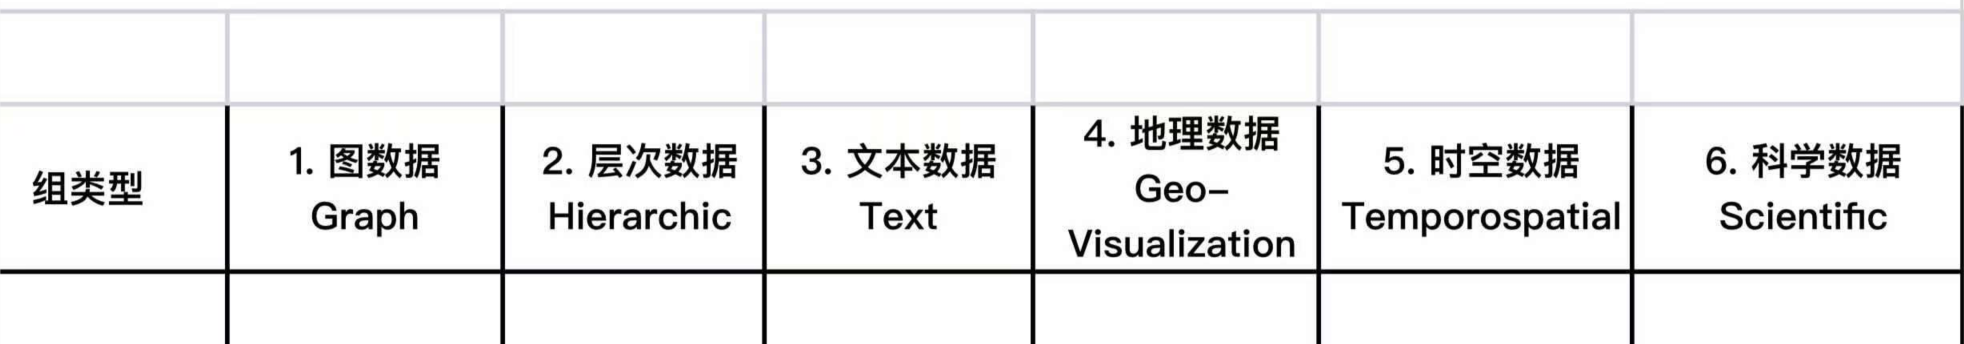 组类型
1. 图数据
Graph
2. 层次数据
Hierarchic
3. 文本数据
Text
4. 地理数据
Geo-
Visualization
5. 时空数据
Temporospatial
6. 科学数据
Scientific